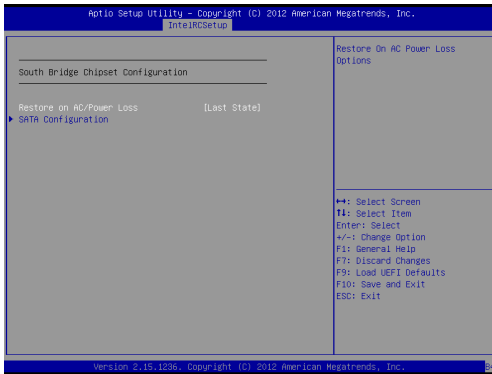 Aptio Setup Utility – Copyright (C) 2012 American Megatrends, Inc.
IntelRCSetup
South Bridge Chipset Configuration
Restore on AC/Power Loss [Last State]
SATA Configuration
Restore On AC Power Loss
Options
↔: Select Screen
↑↓: Select Item
Enter: Select
+/-: Change Option
F1: General Help
F7: Discard Changes
F9: Load UEFI Defaults
F10: Save and Exit
ESC: Exit
Version 2.15.1236. Copyright (C) 2012 American Megatrends, Inc.